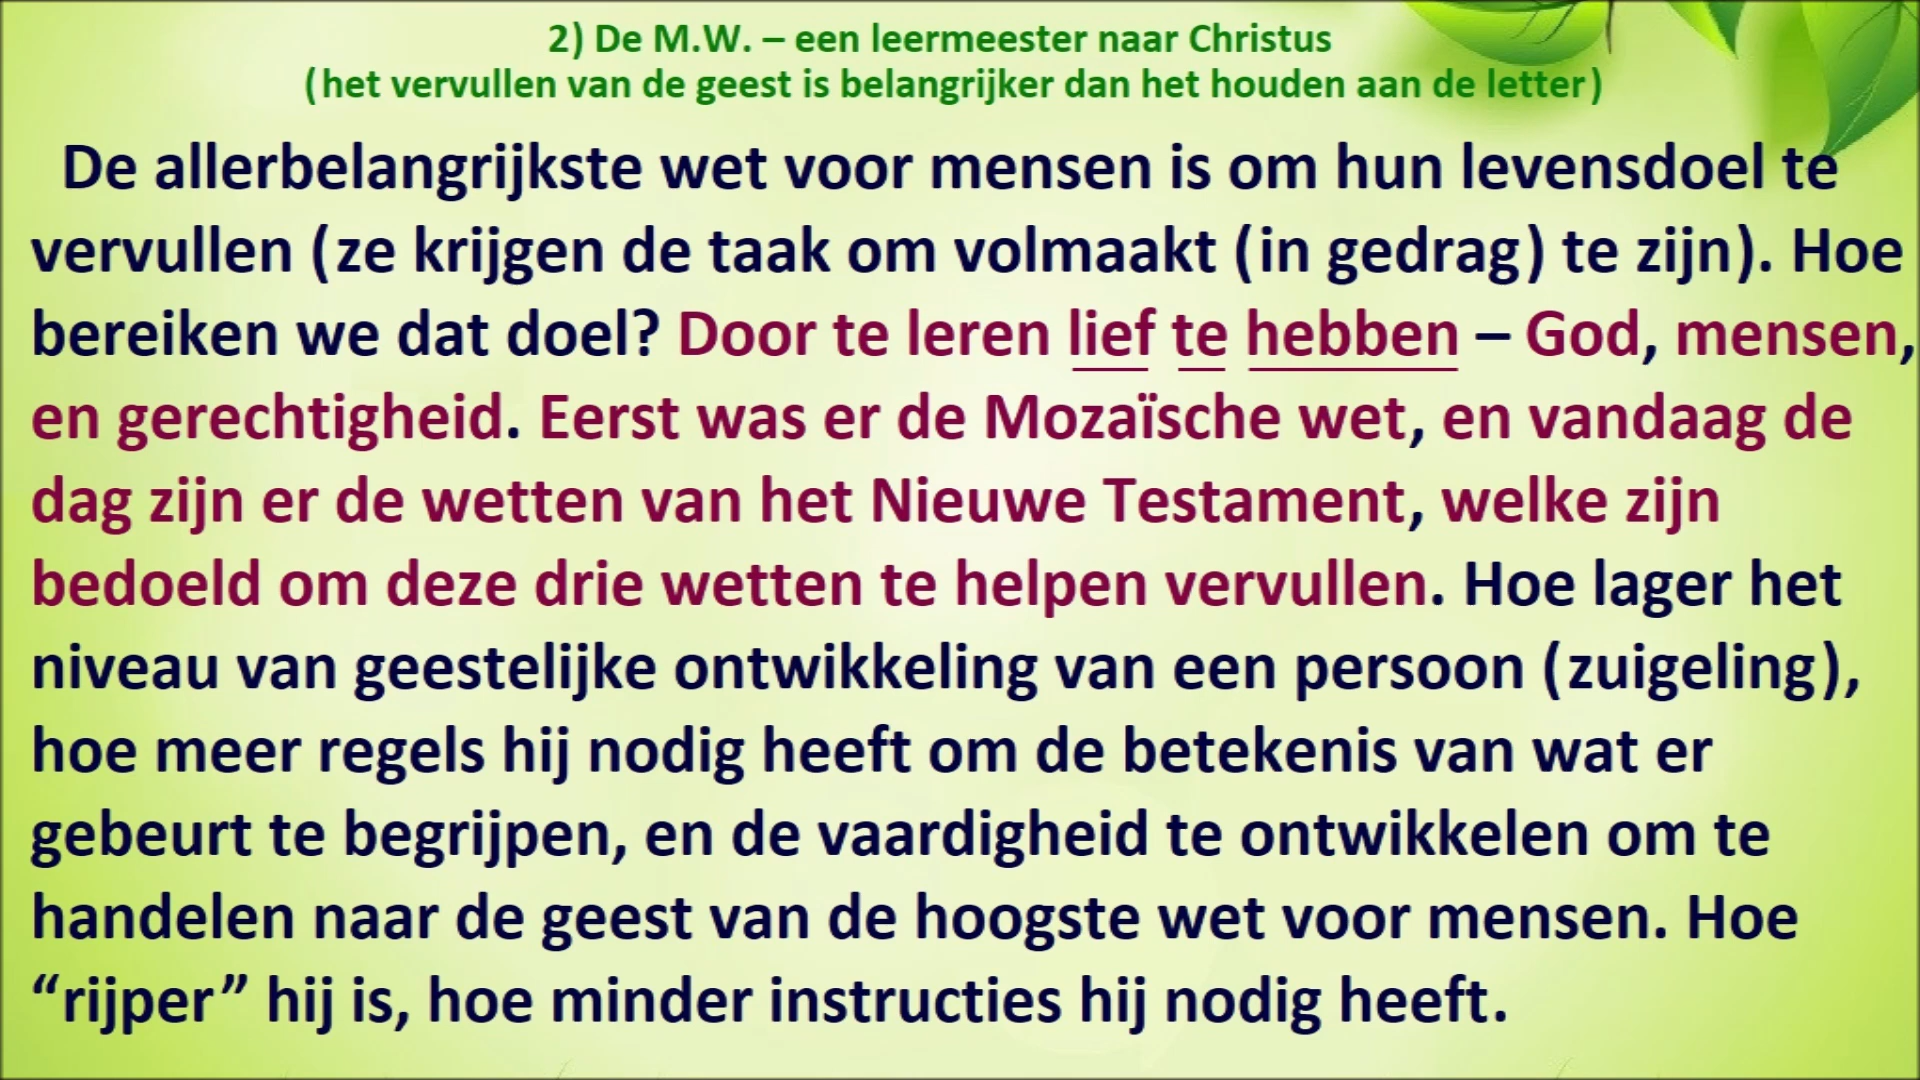 2) De M.W. – een leermeester naar Christus
(het vervullen van de geest is belangrijker dan het houden aan de letter)
De allerbelangrijkste wet voor mensen is om hun levensdoel te
vervullen (ze krijgen de taak om volmaakt (in gedrag) te zijn). Hoe
bereiken we dat doel? Door te leren lief te hebben – God, mensen,
en gerechtigheid. Eerst was er de Mozaïsche wet, en vandaag de
dag zijn er de wetten van het Nieuwe Testament, welke zijn
bedoeld om deze drie wetten te helpen vervullen. Hoe lager het
niveau van geestelijke ontwikkeling van een persoon (zuigeling),
hoe meer regels hij nodig heeft om de betekenis van wat er
gebeurt te begrijpen, en de vaardigheid te ontwikkelen om te
handelen naar de geest van de hoogste wet voor mensen. Hoe
“rijper” hij is, hoe minder instructies hij nodig heeft.